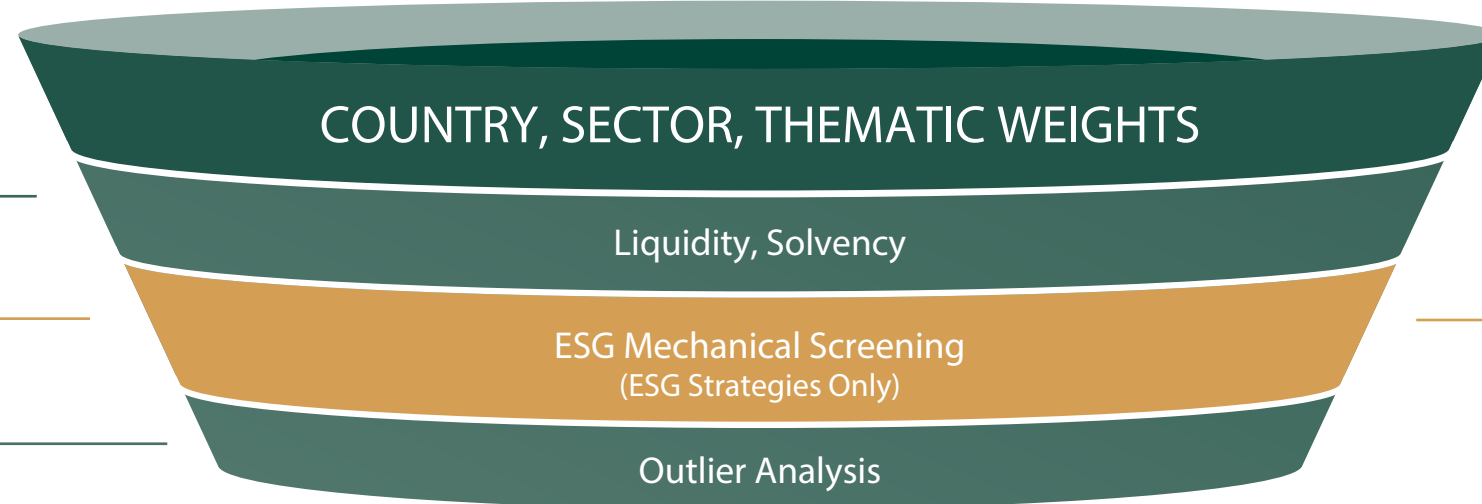 COUNTRY, SECTOR, THEMATIC WEIGHTS
Liquidity, Solvency
ESG Mechanical Screening
(ESG Strategies Only)
Outlier Analysis